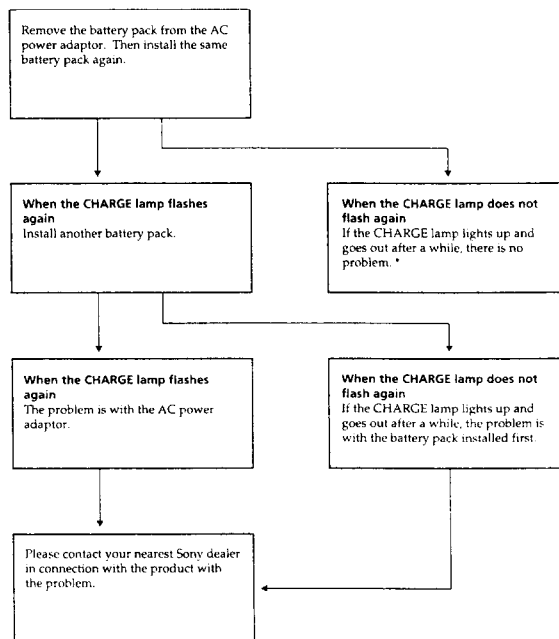 Remove the battery pack from the AC
power adaptor. Then install the same
battery pack again.
When the CHARGE lamp flashes
again
Install another battery pack.
When the CHARGE lamp does not
flash again
If the CHARGE lamp lights up and
goes out after a while, there is no
problem. *
When the CHARGE lamp flashes
again
The problem is with the AC power
adaptor.
When the CHARGE lamp does not
flash again
If the CHARGE lamp lights up and
goes out after a while, the problem is
with the battery pack installed first.
Please contact your nearest Sony dealer
in connection with the product with
the problem.